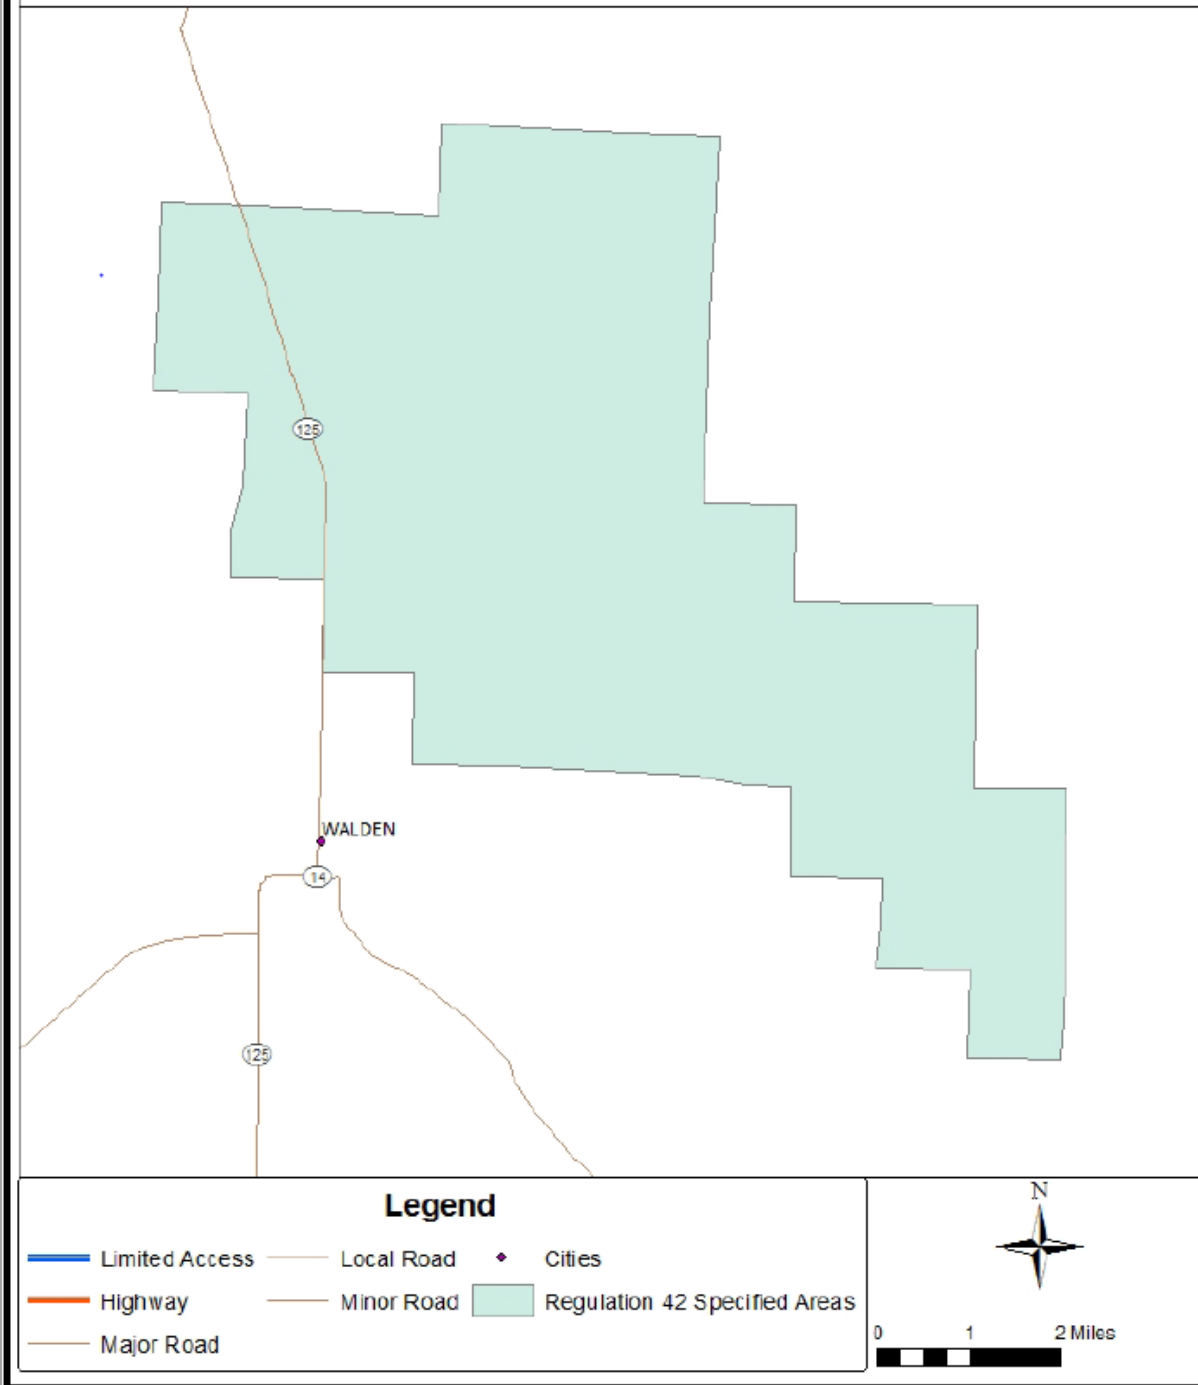 125
WALDEN
14
125
Legend
Limited Access
Local Road
Cities
Highway
Minor Road
Regulation 42 Specified Areas
Major Road
N
0 1 2 Miles